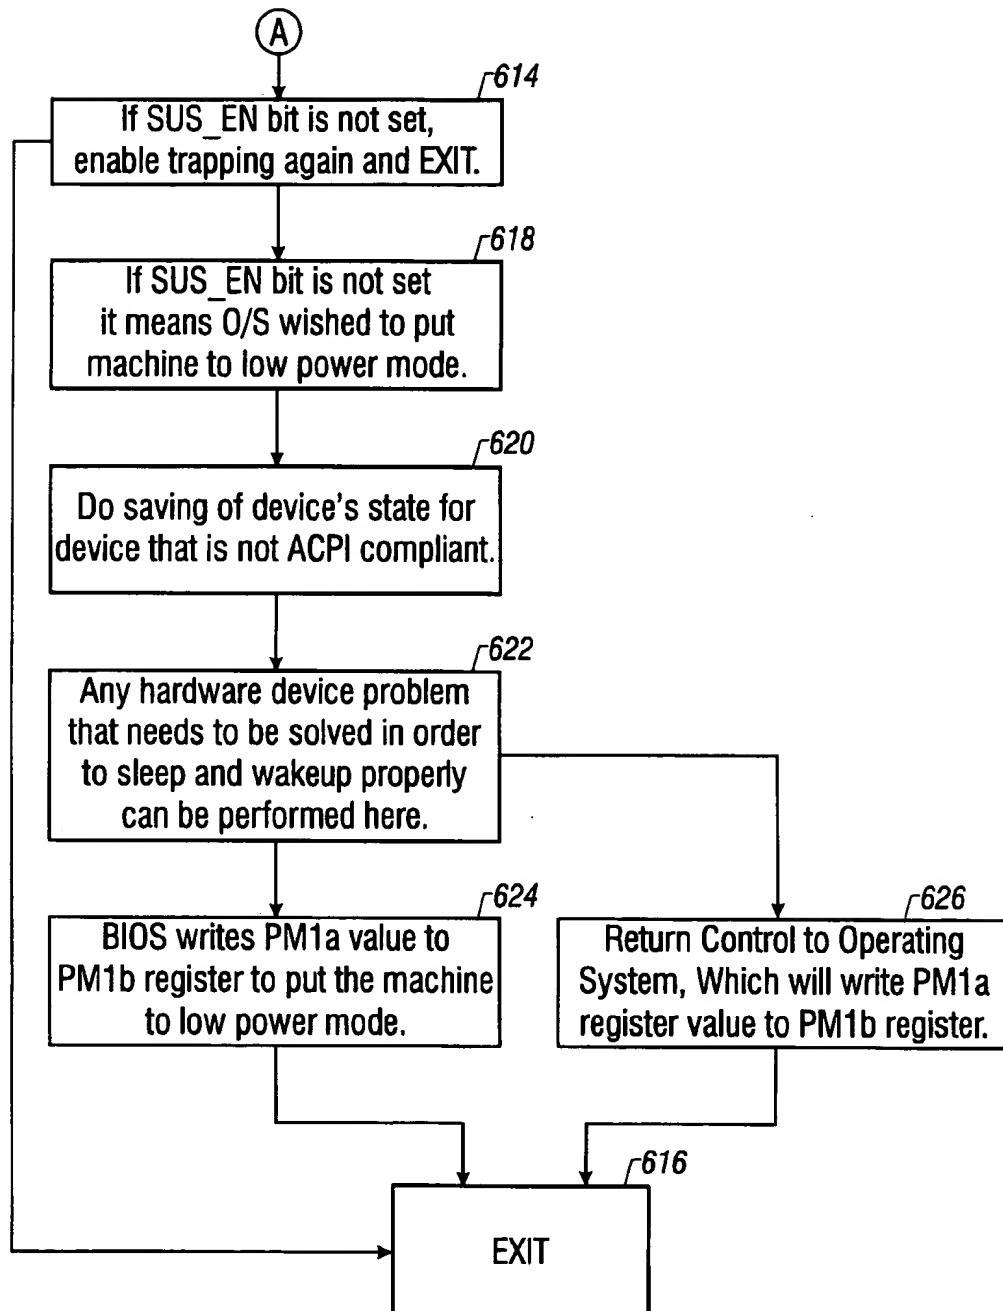 A
614
If SUS_EN bit is not set,
enable trapping again and EXIT.
618
If SUS_EN bit is not set
it means O/S wished to put
machine to low power mode.
620
Do saving of device's state for
device that is not ACPI compliant.
622
Any hardware device problem
that needs to be solved in order
to sleep and wakeup properly
can be performed here.
624
BIOS writes PM1a value to
PM1b register to put the machine
to low power mode.
626
Return Control to Operating
System, Which will write PM1a
register value to PM1b register.
616
EXIT